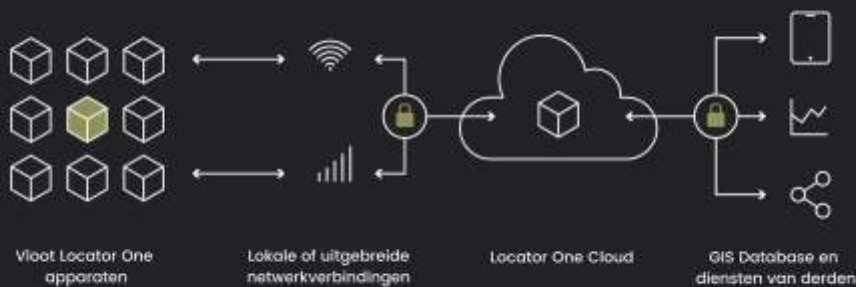 Vloot Locator One
apparaten
Lokale of uitgebreide
netwerkverbindingen
Locator One Cloud
GIS Database en
diensten van derden